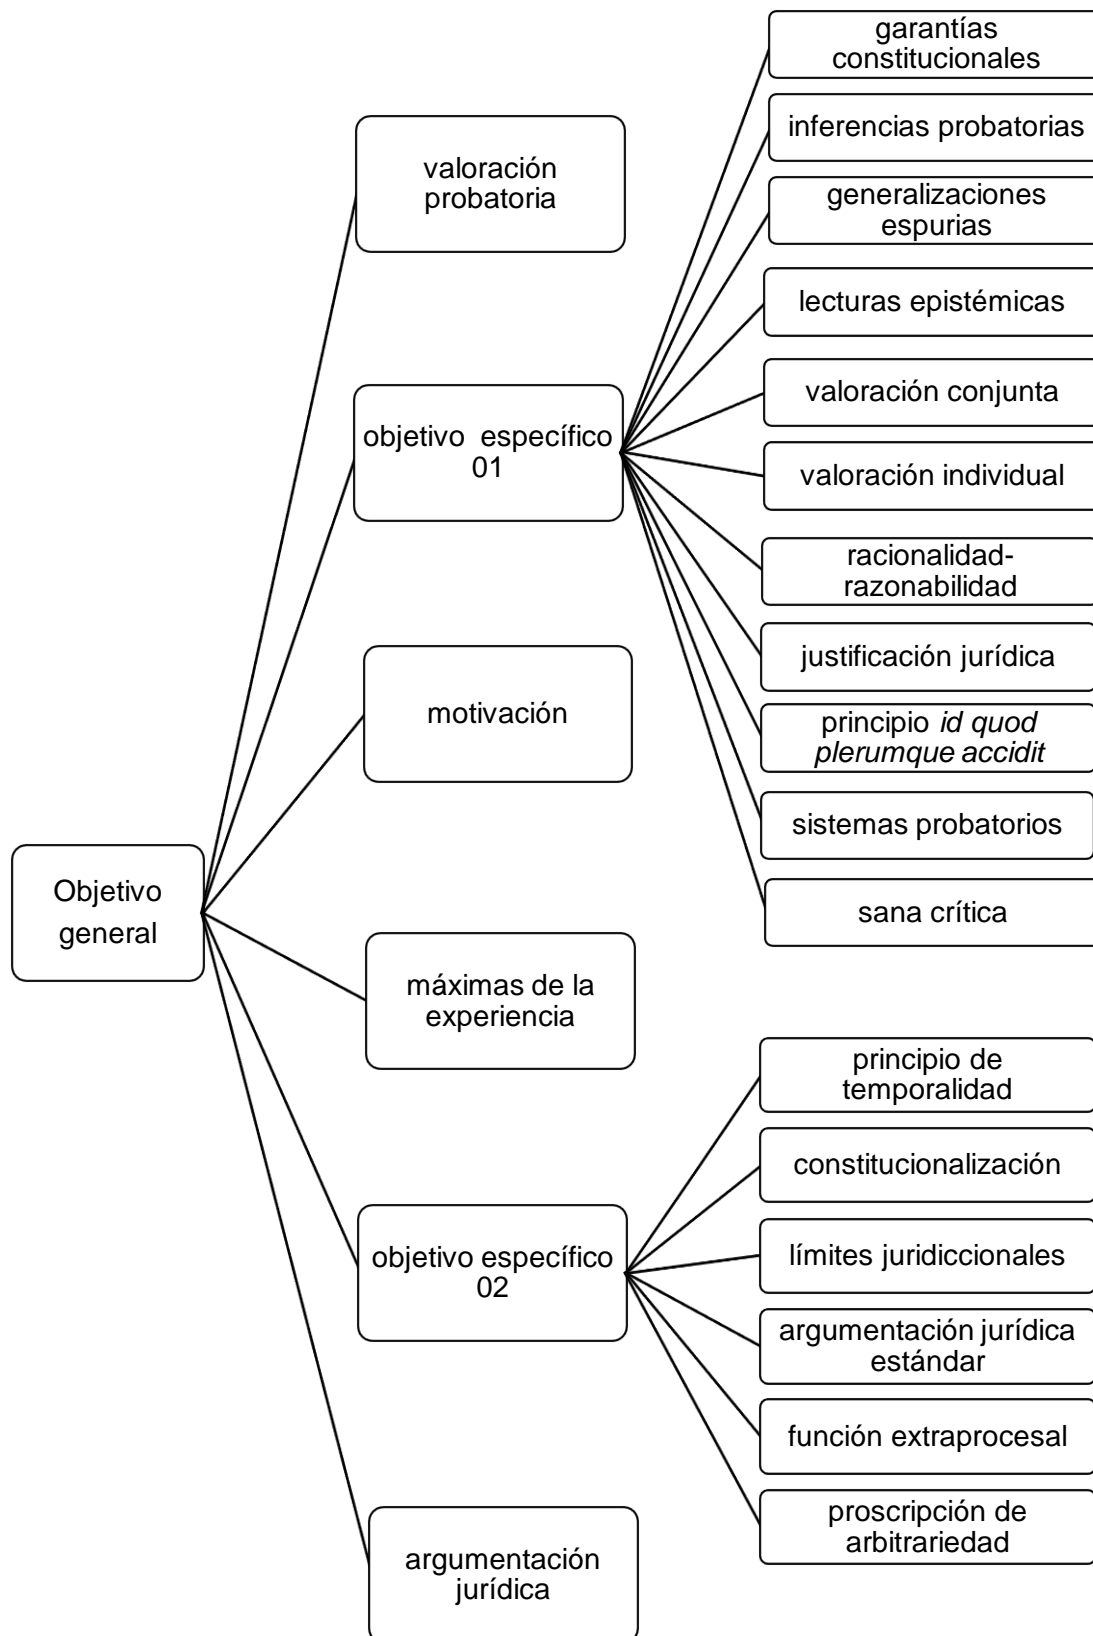 Objetivo
general
valoración
probatoria
objetivo específico
01
motivación
máximas de la
experiencia
objetivo específico
02
argumentación
jurídica
garantías
constitucionales
inferencias probatorias
generalizaciones
espurias
lecturas epistémicas
valoración conjunta
valoración individual
racionalidad-
razonabilidad
justificación jurídica
principio id quod
plerumque accidit
sistemas probatorios
sana crítica
principio de
temporalidad
constitucionalización
límites juridiccionales
argumentación jurídica
estándar
función extraprocesal
proscripción de
arbitrariedad